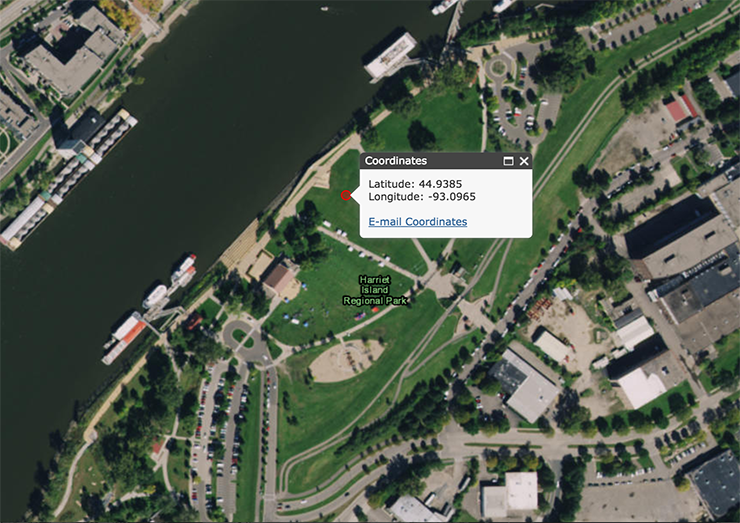 Coordinates
Latitude: 44.9385
Longitude: -93.0965
E-mail Coordinates
Harriet
Island
Regional Park